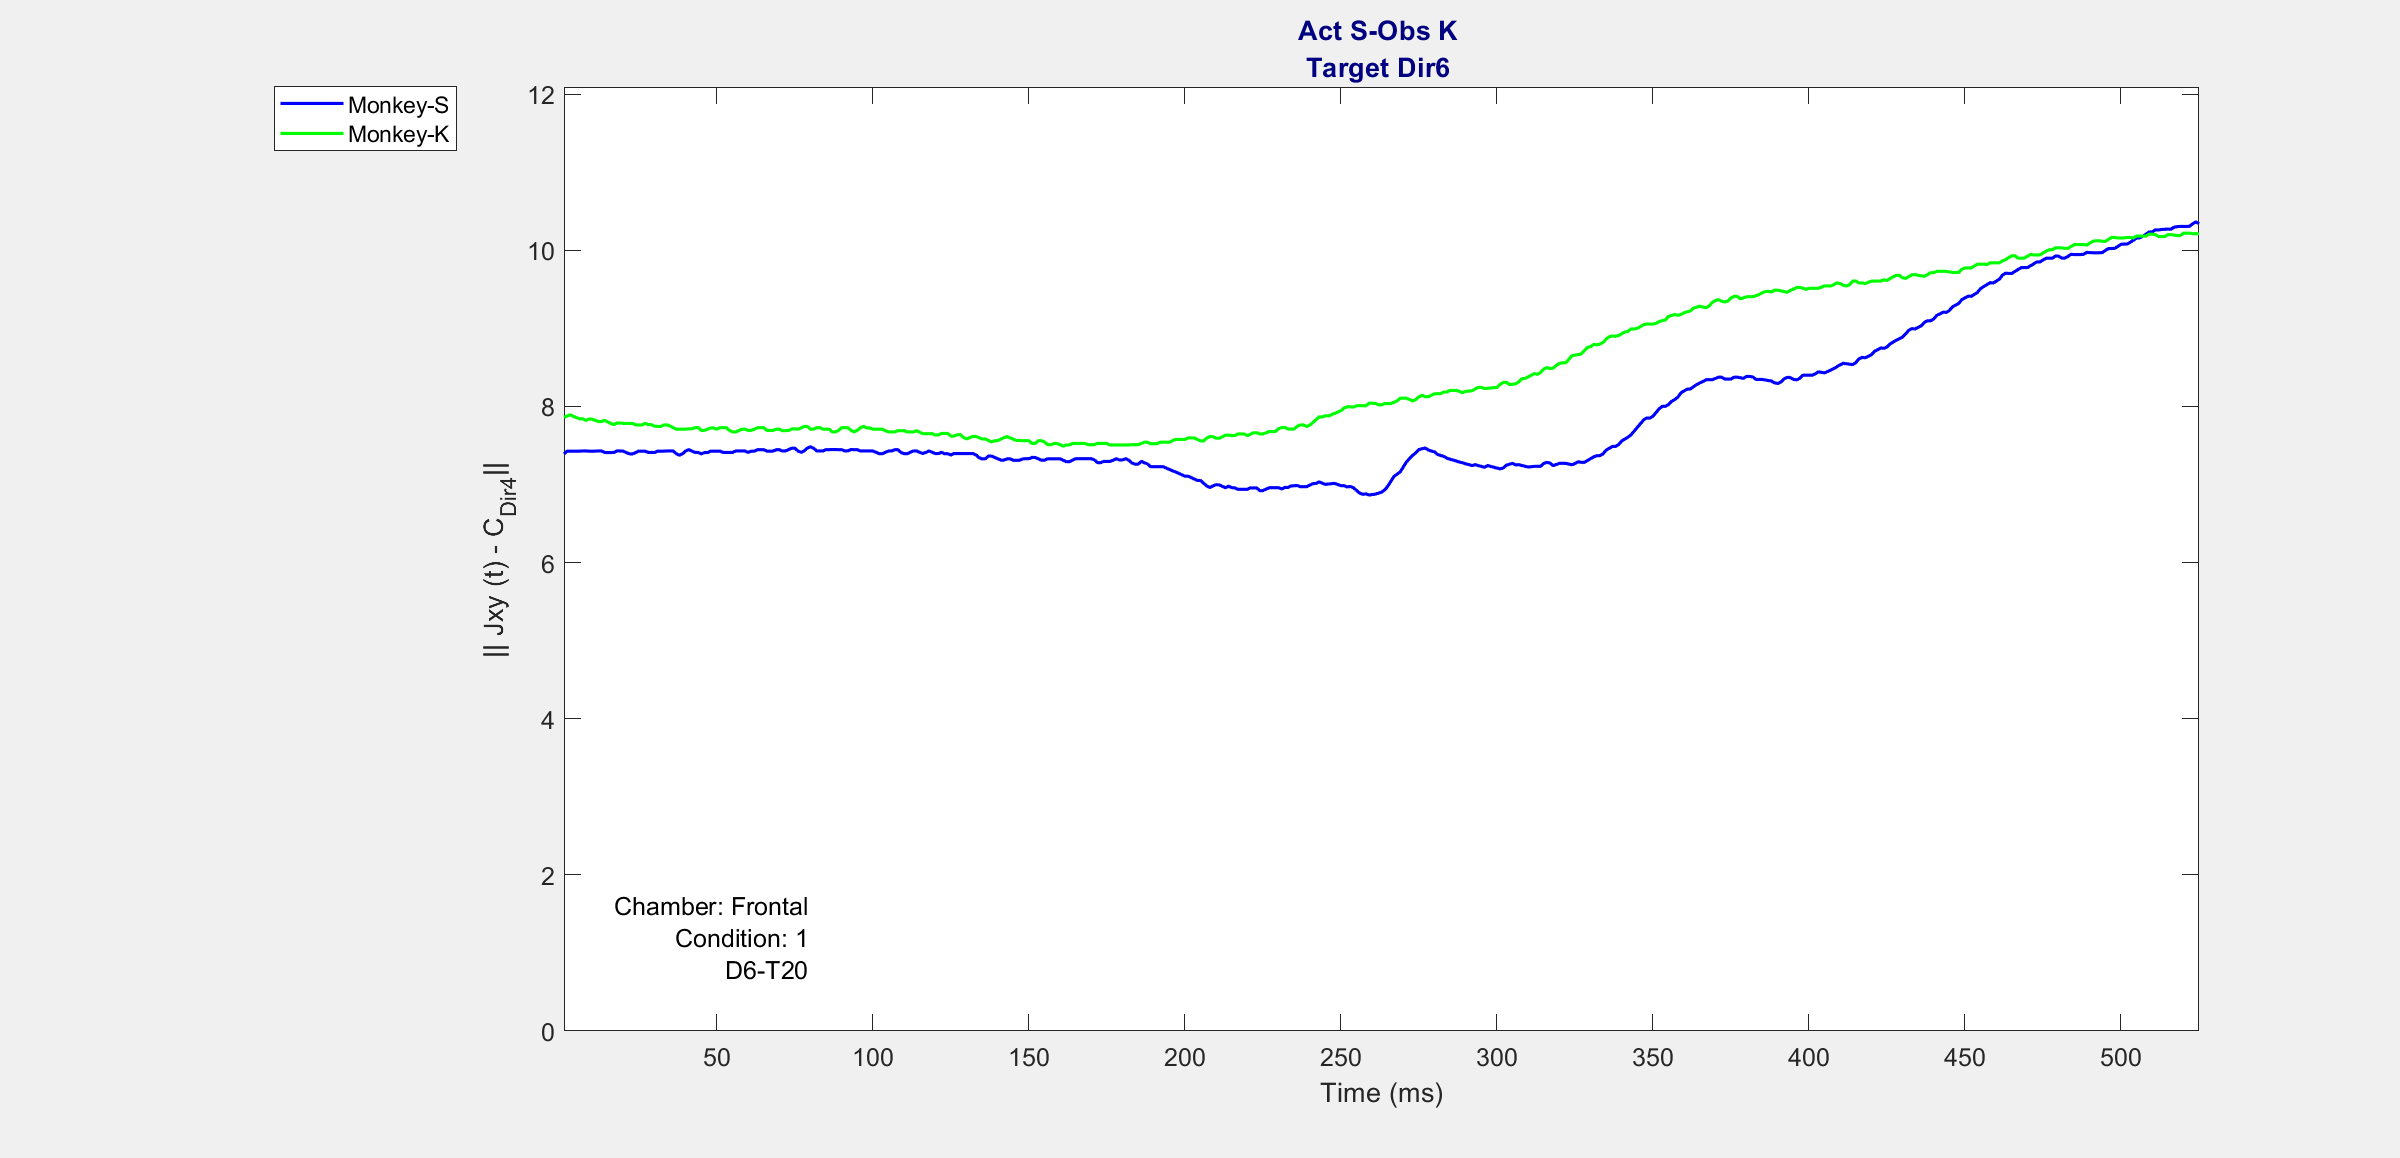 Act S-Obs K
Target Dir6
Monkey-S
Monkey-K
12
10
8
6
4
2
0
|| Jxy (t) - C_Dir4||
Chamber: Frontal
Condition: 1
D6-T20
50 100 150 200 250 300 350 400 450 500
Time (ms)